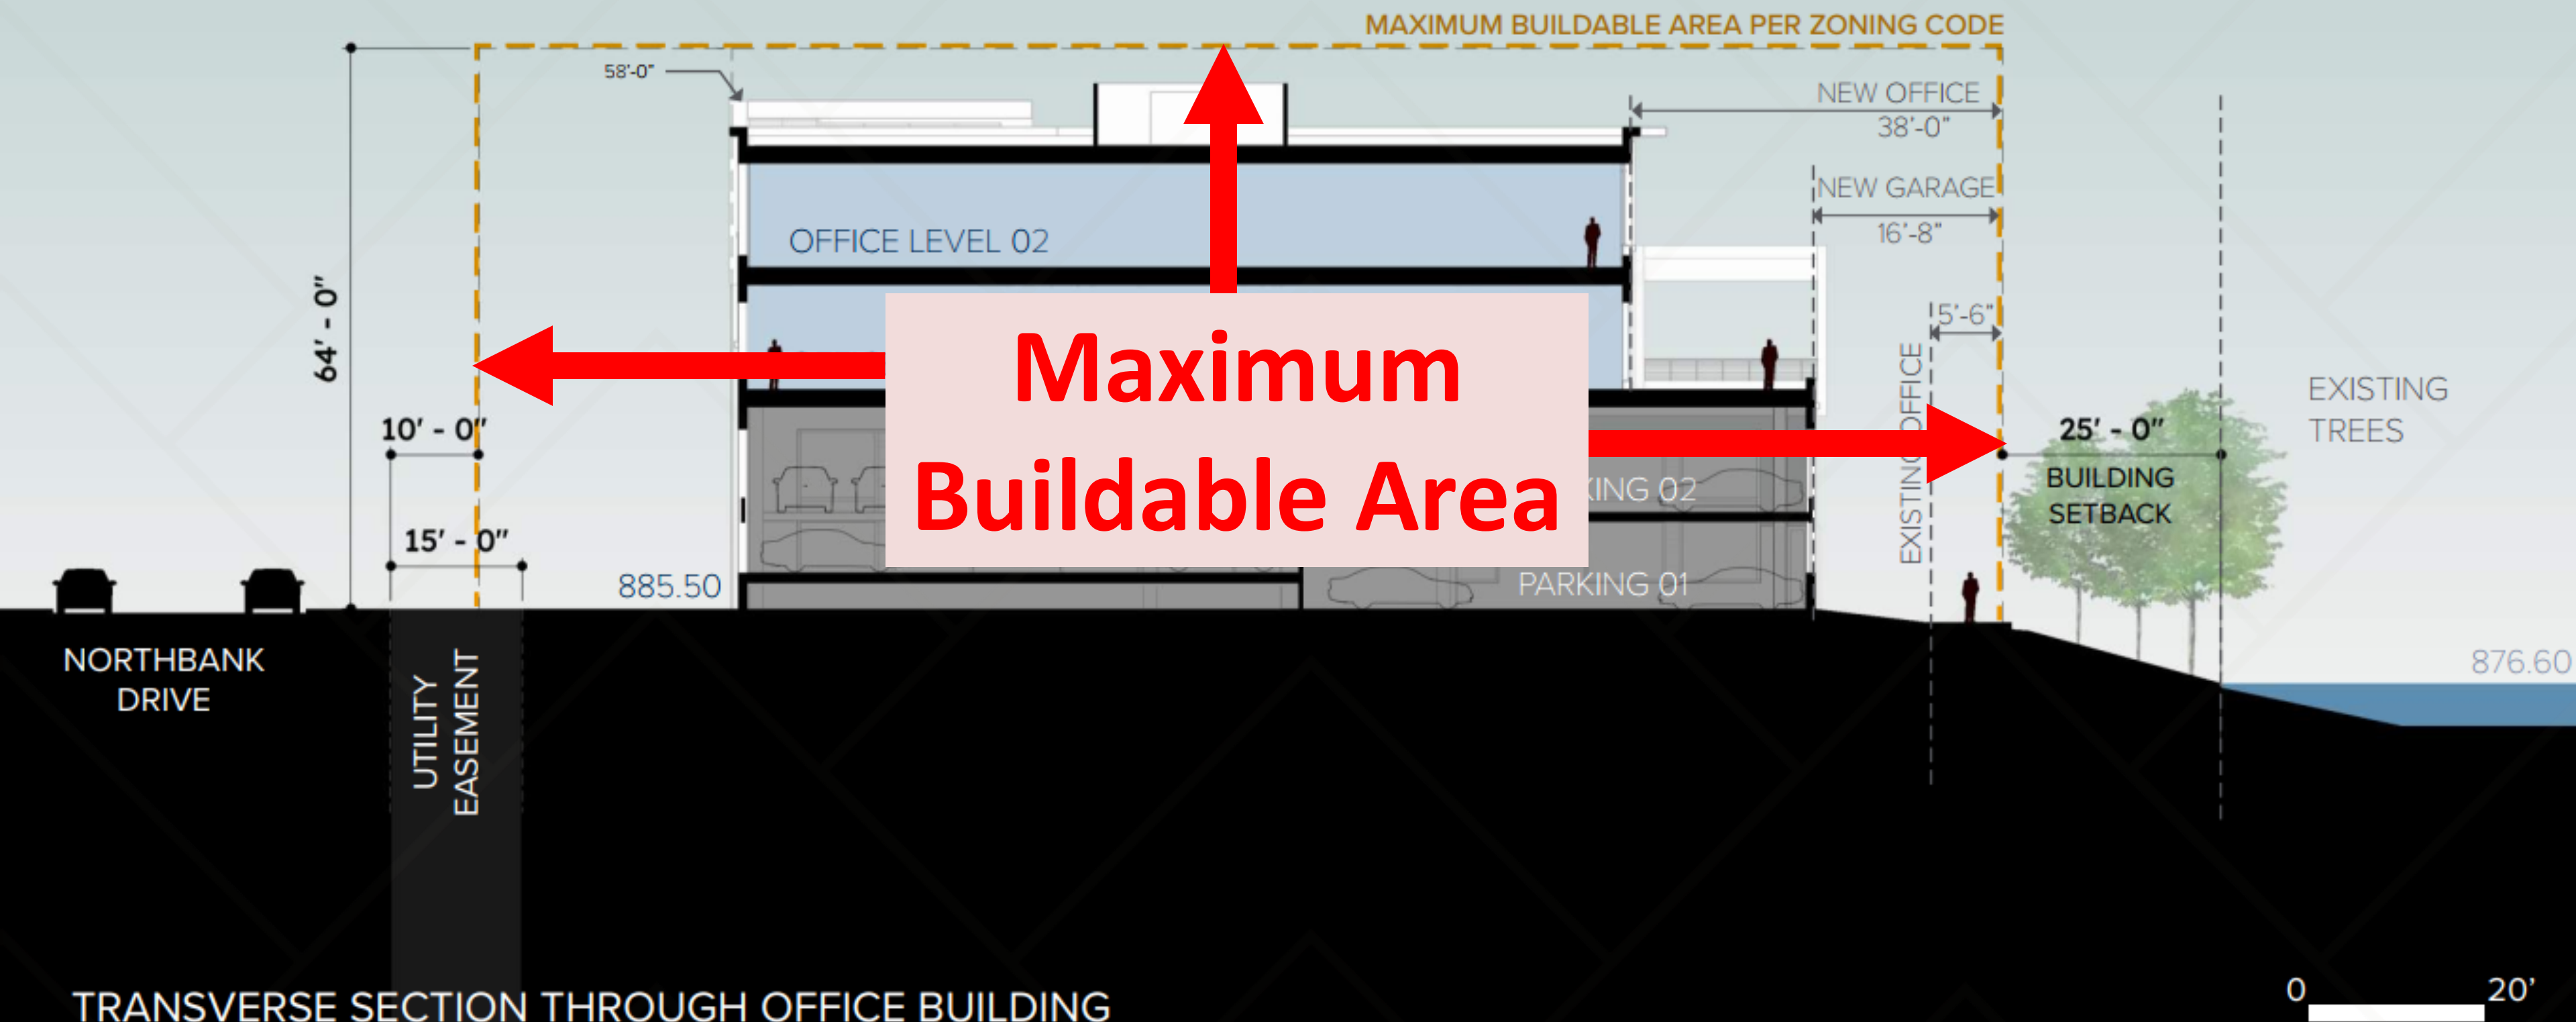 MAXIMUM BUILDABLE AREA PER ZONING CODE
58'-0"
NEW OFFICE
38'-0"
NEW GARAGE
16'-8"
OFFICE LEVEL 02
64' - 0"
5'-6"
EXISTING OFFICE
Maximum
Buildable Area
EXISTING
TREES
10' - 0"
25' - 0"
BUILDING
SETBACK
KING 02
15' - 0"
885.50
PARKING 01
NORTHBANK
DRIVE
UTILITY
EASEMENT
876.60
TRANSVERSE SECTION THROUGH OFFICE BUILDING
0 20'